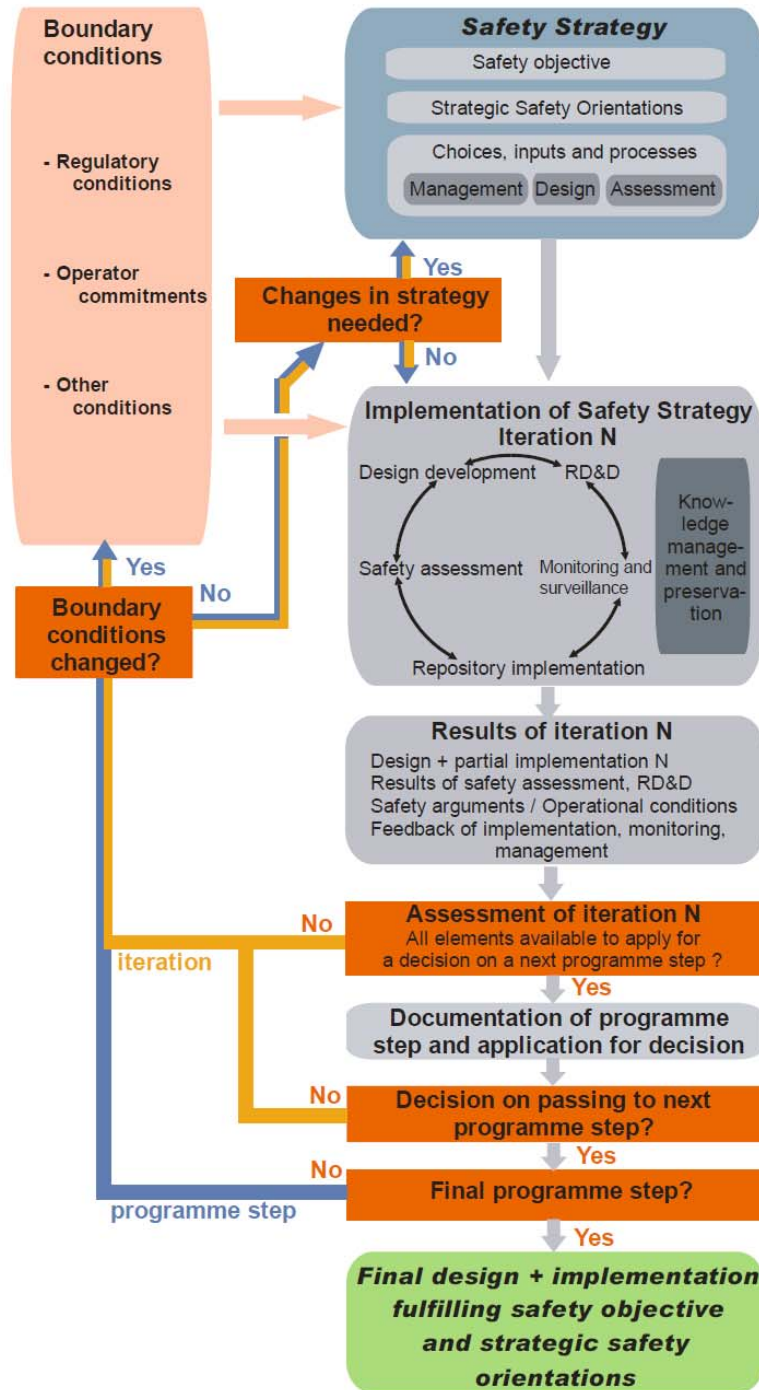 Boundary
conditions
- Regulatory
conditions
- Operator
commitments
- Other
conditions
Safety Strategy
Safety objective
Strategic Safety Orientations
Choices, inputs and processes
Management Design Assessment
Yes
Changes in strategy
needed?
No
Implementation of Safety Strategy
Iteration N
Design development RD&D
Safety assessment
Monitoring and
surveillance
Repository implementation
Know-
ledge
manage-
ment and
preserva-
tion
Yes
No
Boundary
conditions
changed?
Results of iteration N
Design + partial implementation N
Results of safety assessment, RD&D
Safety arguments / Operational conditions
Feedback of implementation, monitoring,
management
No
iteration
Assessment of iteration N
All elements available to apply for
a decision on a next programme step ?
Yes
Documentation of programme
step and application for decision
No
Decision on passing to next
programme step?
Yes
No
programme step
Final programme step?
Yes
Final design + implementation
fulfilling safety objective
and strategic safety
orientations